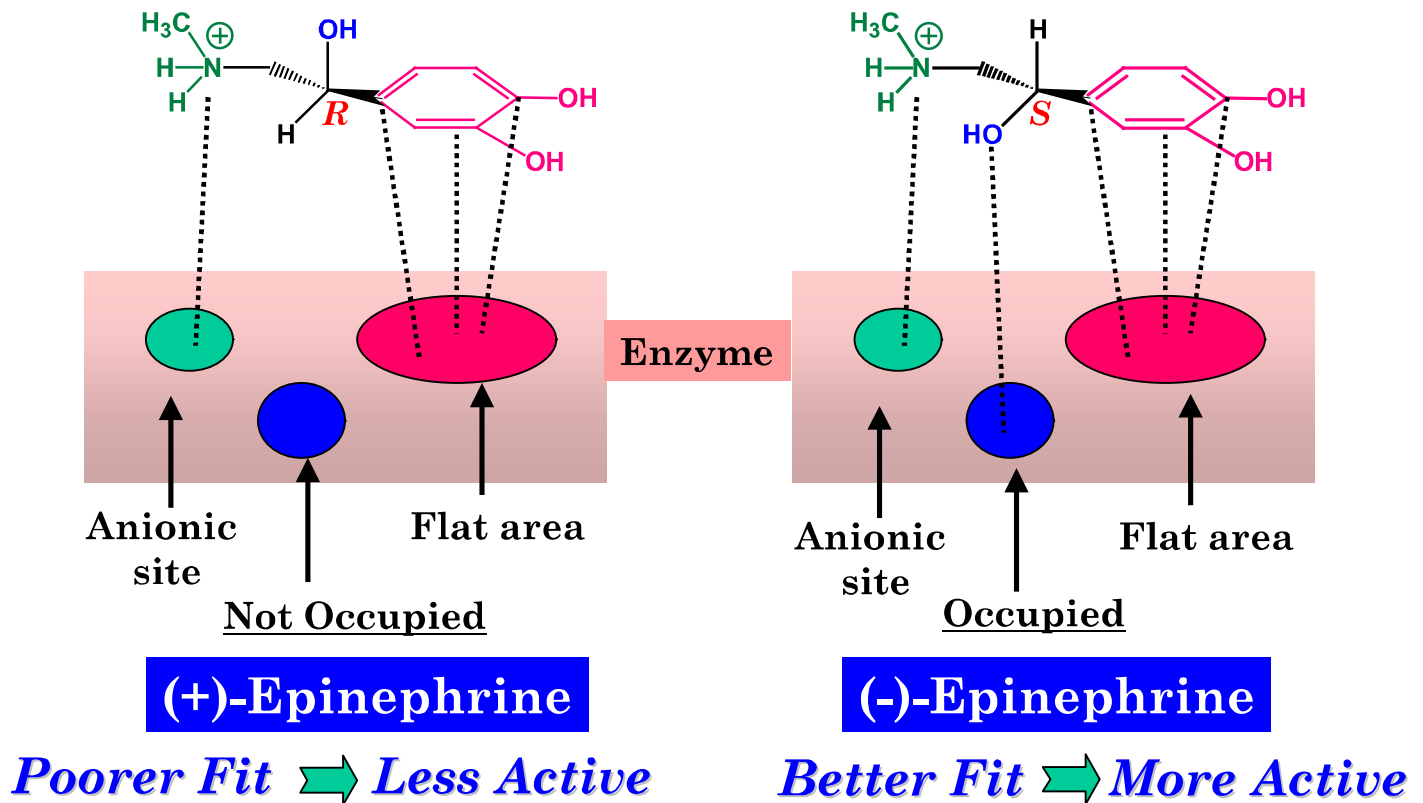 H₃C
⊕
OH
H
N
H
H
R
OH
OH
H₃C
⊕
H
H
N
H
HO
S
OH
OH
Enzyme
Anionic
site
Flat area
Not Occupied
Anionic
site
Flat area
Occupied
(+)-Epinephrine
(-)-Epinephrine
Poorer Fit Less Active
Better Fit More Active